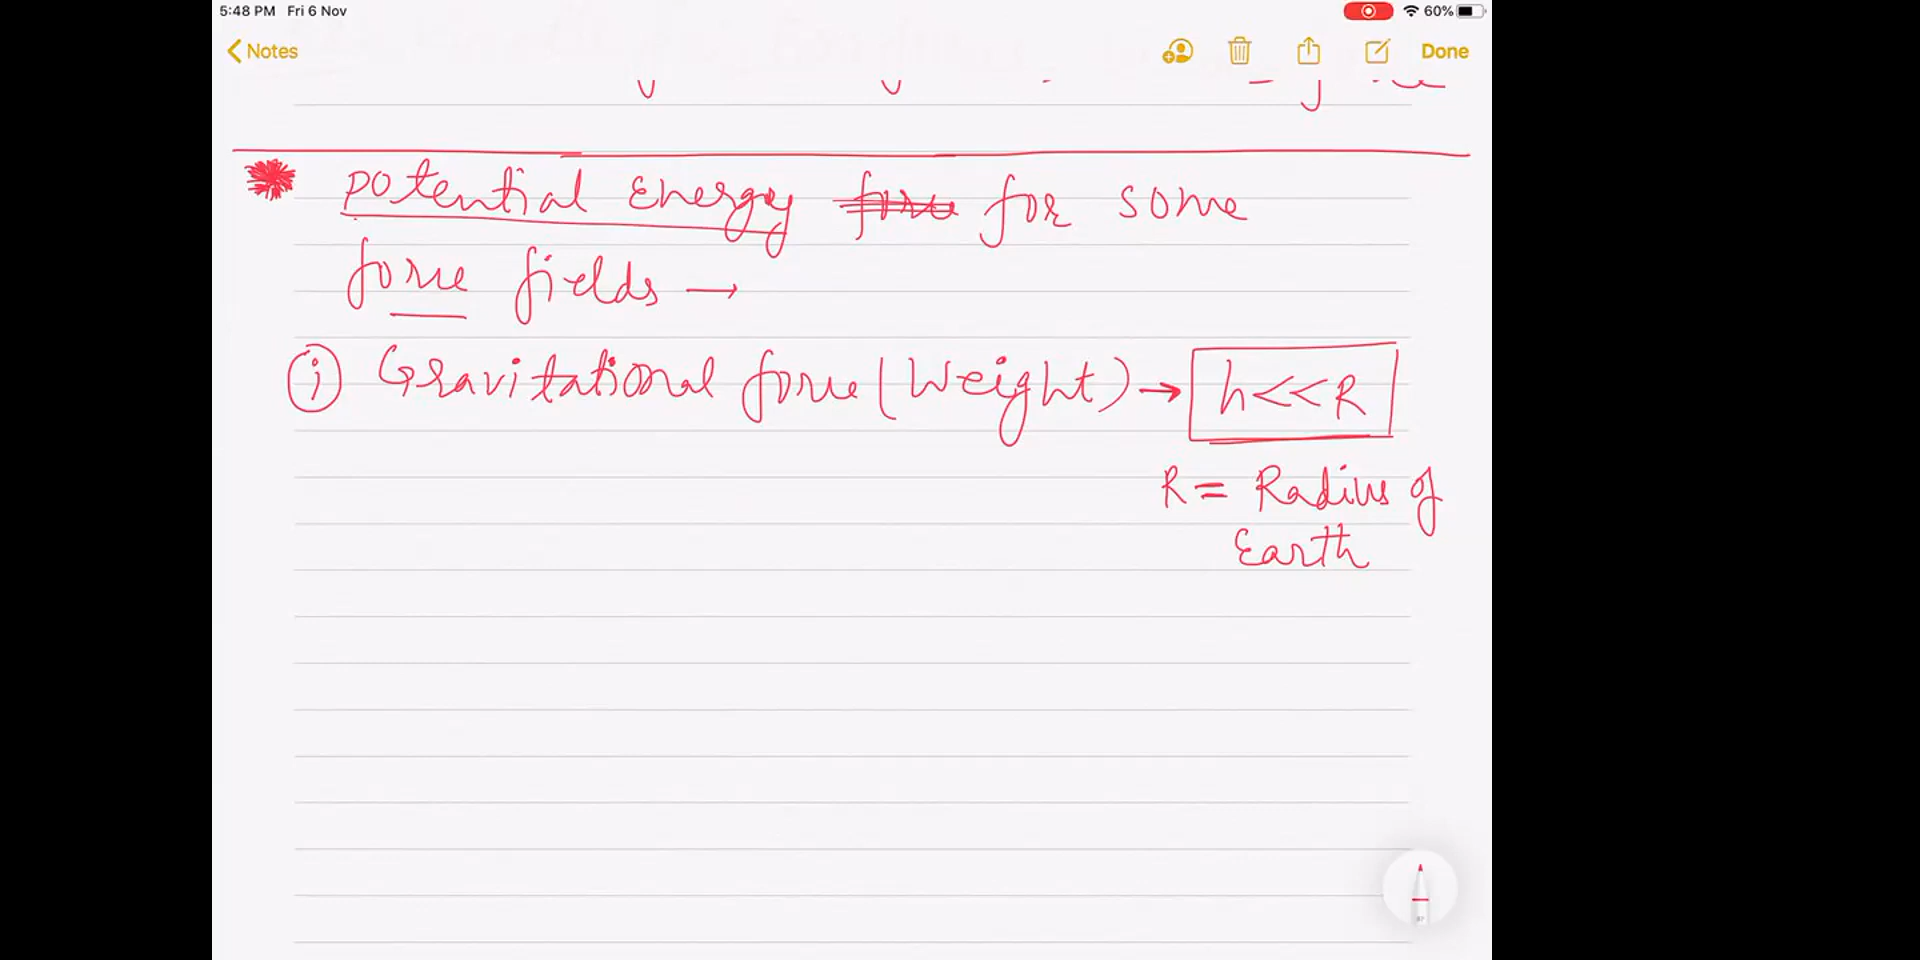 5:48 PM Fri 6 Nov 60%
Notes Done
Potential Energy for some
force fields →
(i) Gravitational force (Weight) → h<<R
R = Radius of
Earth